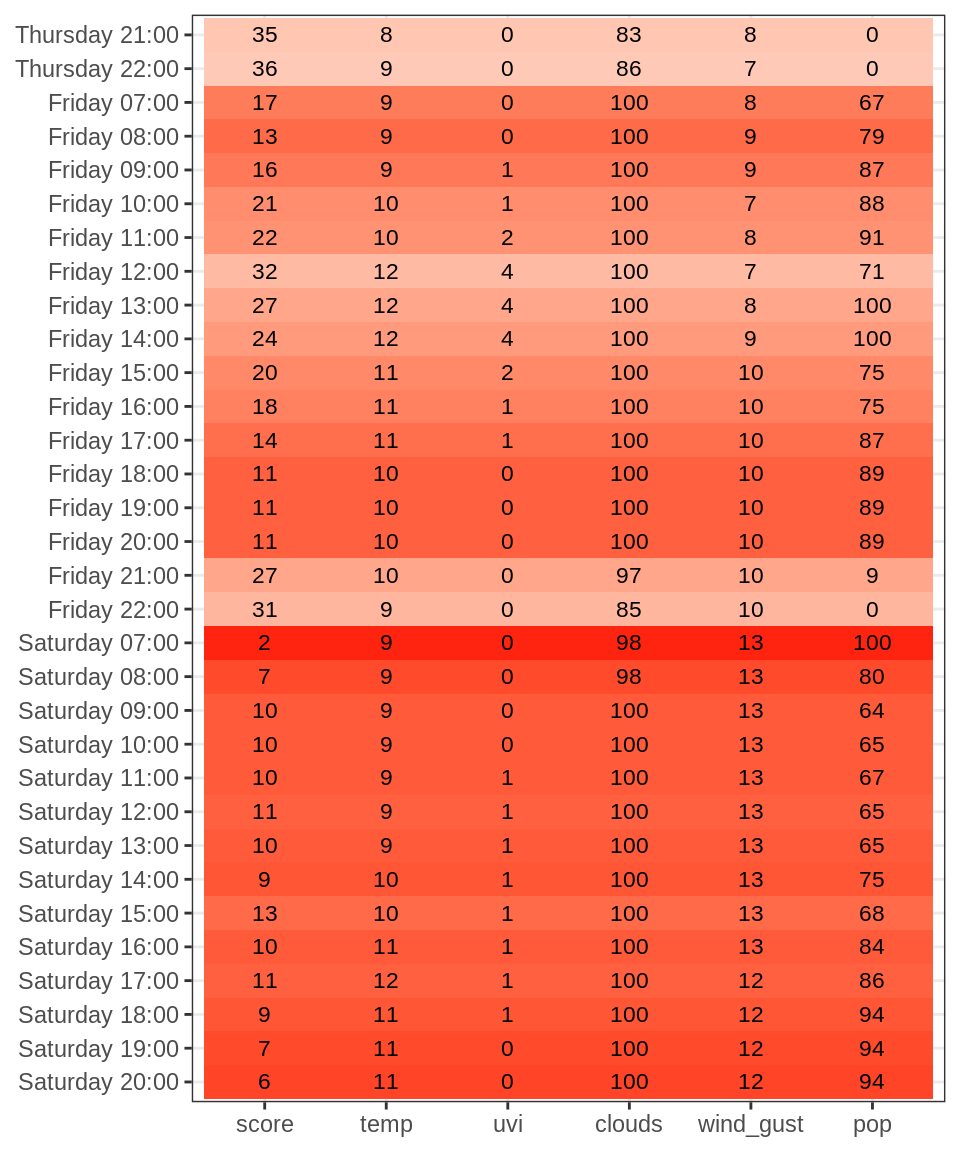 Thursday 21:00 35 8 0 83 8 0
Thursday 22:00 36 9 0 86 7 0
Friday 07:00 17 9 0 100 8 67
Friday 08:00 13 9 0 100 9 79
Friday 09:00 16 9 1 100 9 87
Friday 10:00 21 10 1 100 7 88
Friday 11:00 22 10 2 100 8 91
Friday 12:00 32 12 4 100 7 71
Friday 13:00 27 12 4 100 8 100
Friday 14:00 24 12 4 100 9 100
Friday 15:00 20 11 2 100 10 75
Friday 16:00 18 11 1 100 10 75
Friday 17:00 14 11 1 100 10 87
Friday 18:00 11 10 0 100 10 89
Friday 19:00 11 10 0 100 10 89
Friday 20:00 11 10 0 100 10 89
Friday 21:00 27 10 0 97 10 9
Friday 22:00 31 9 0 85 10 0
Saturday 07:00 2 9 0 98 13 100
Saturday 08:00 7 9 0 98 13 80
Saturday 09:00 10 9 0 100 13 64
Saturday 10:00 10 9 0 100 13 65
Saturday 11:00 10 9 1 100 13 67
Saturday 12:00 11 9 1 100 13 65
Saturday 13:00 10 9 1 100 13 65
Saturday 14:00 9 10 1 100 13 75
Saturday 15:00 13 10 1 100 13 68
Saturday 16:00 10 11 1 100 13 84
Saturday 17:00 11 12 1 100 12 86
Saturday 18:00 9 11 1 100 12 94
Saturday 19:00 7 11 0 100 12 94
Saturday 20:00 6 11 0 100 12 94
score temp uvi clouds wind_gust pop